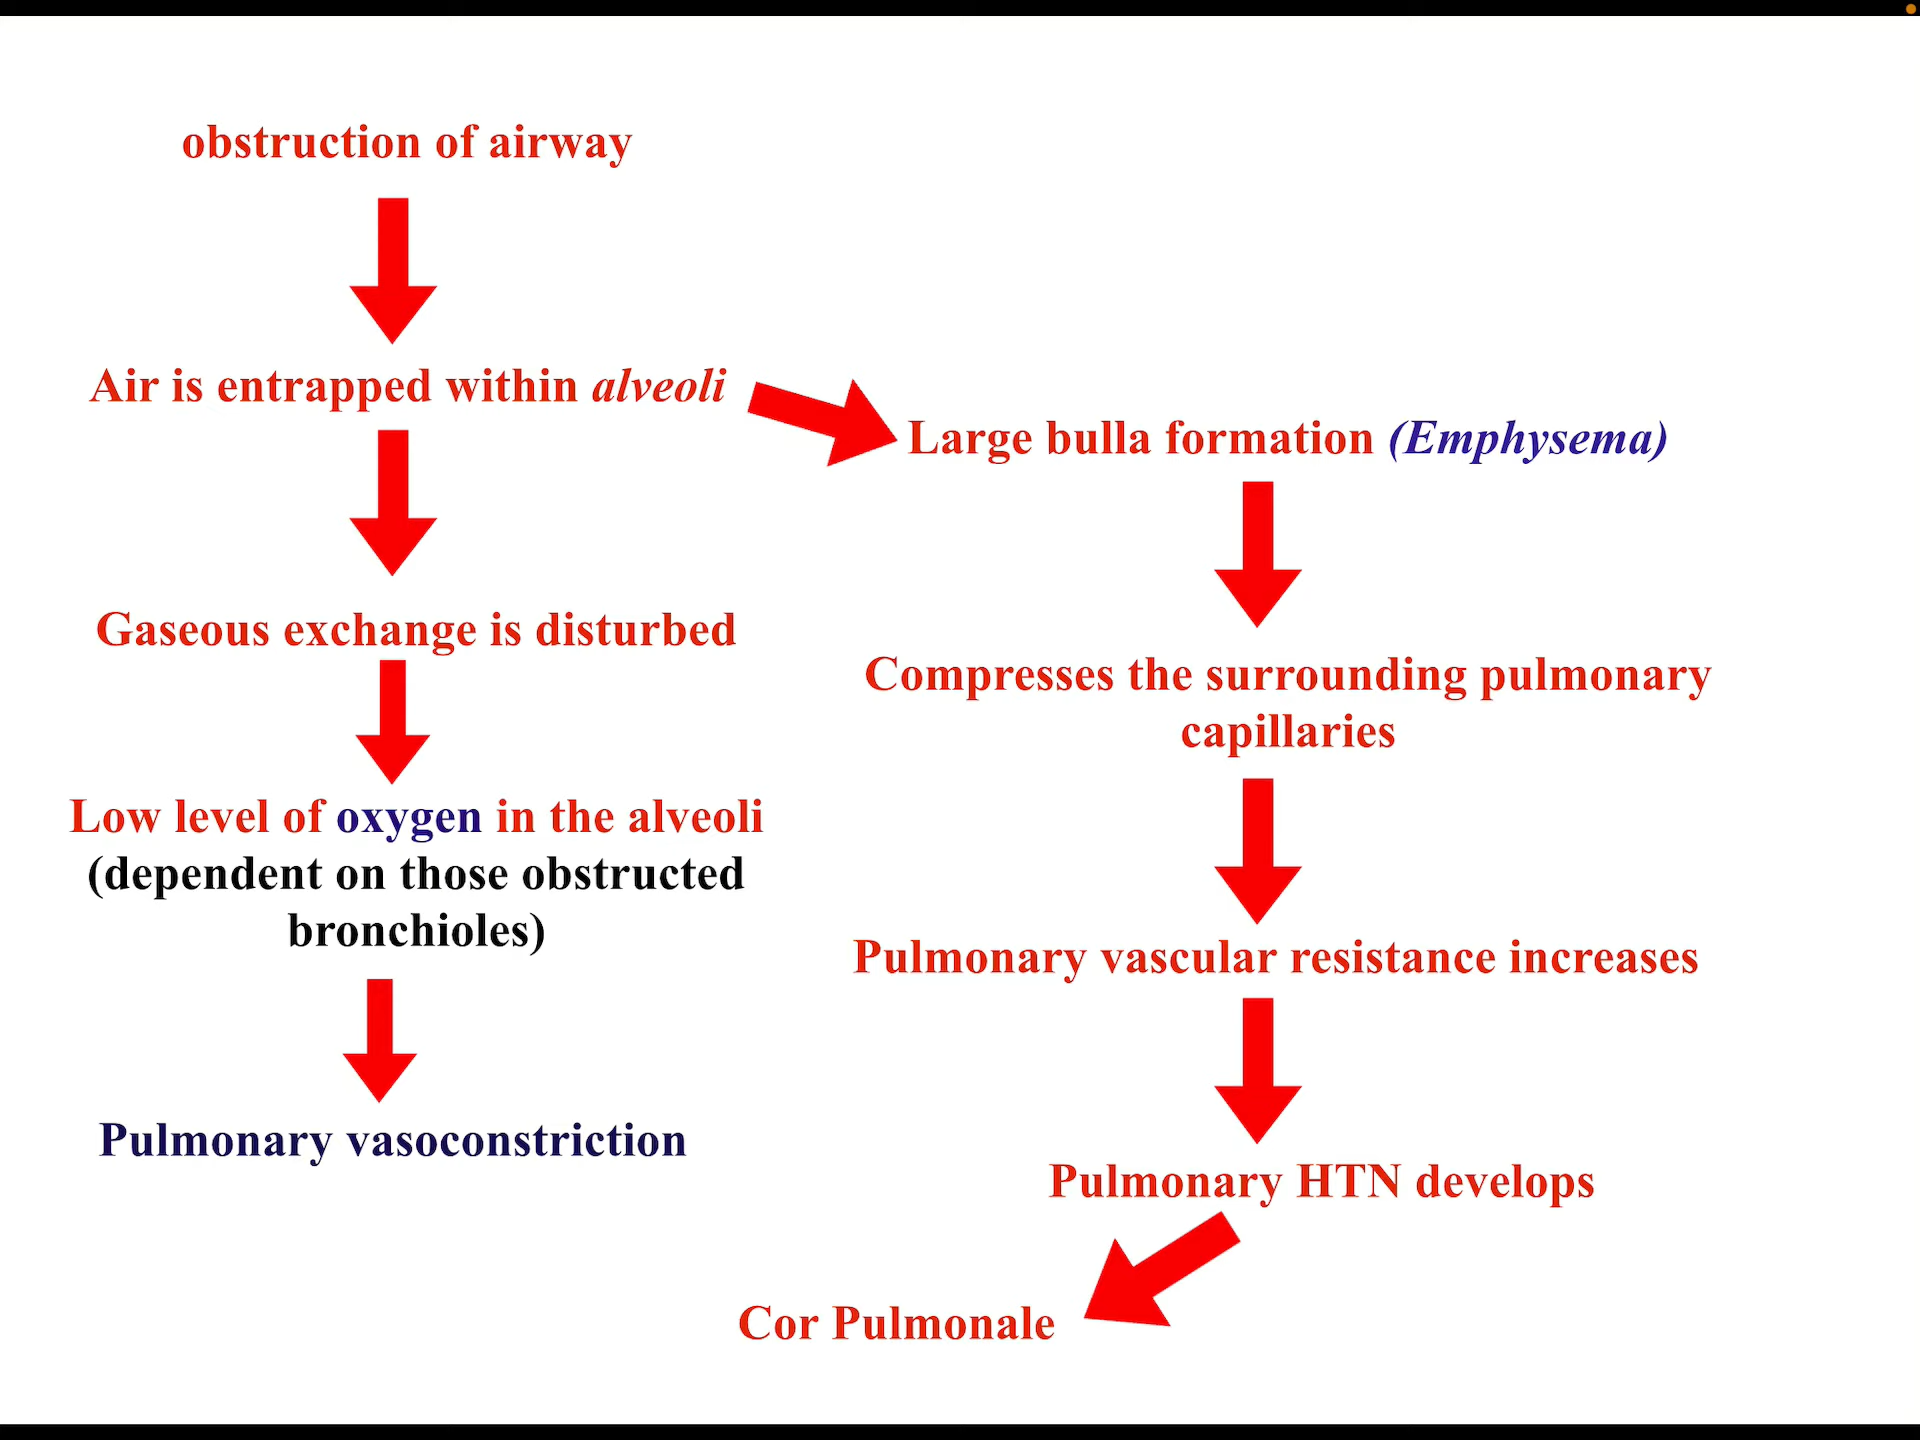 obstruction of airway
Air is entrapped within alveoli
Gaseous exchange is disturbed
Low level of oxygen in the alveoli
(dependent on those obstructed
bronchioles)
Pulmonary vasoconstriction
Large bulla formation (Emphysema)
Compresses the surrounding pulmonary
capillaries
Pulmonary vascular resistance increases
Pulmonary HTN develops
Cor Pulmonale